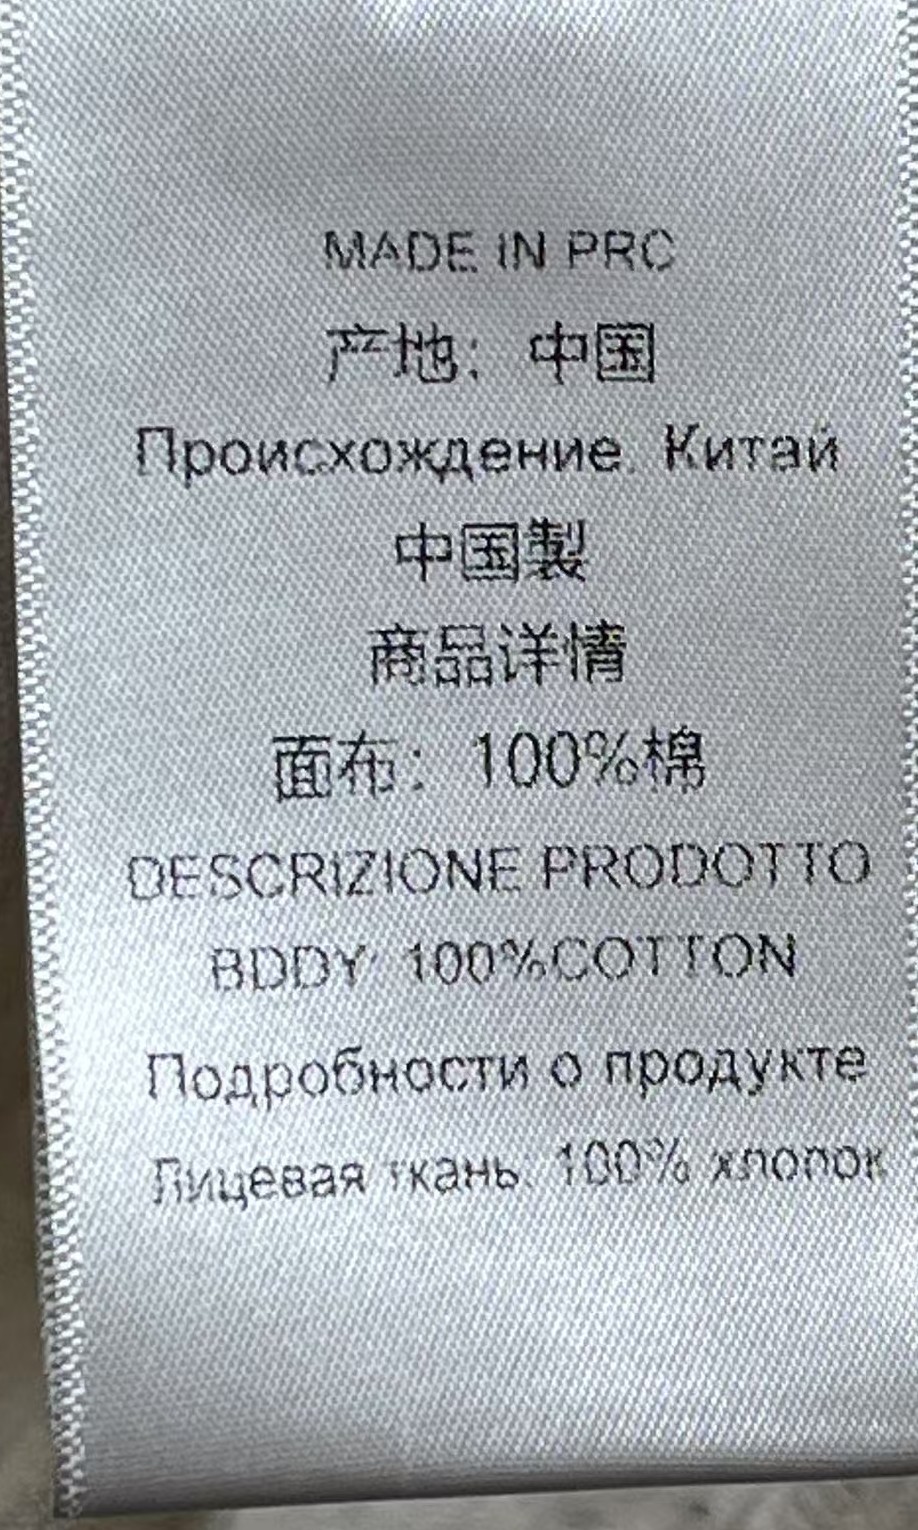 MADE IN PRC
产地: 中国
Происхождение: Китай
中国製
商品详情
面布: 100%棉
DESCRIZIONE PRODOTTO
BDDY: 100%COTTON
Подробности о продукте
Лицевая ткань: 100% хлопок